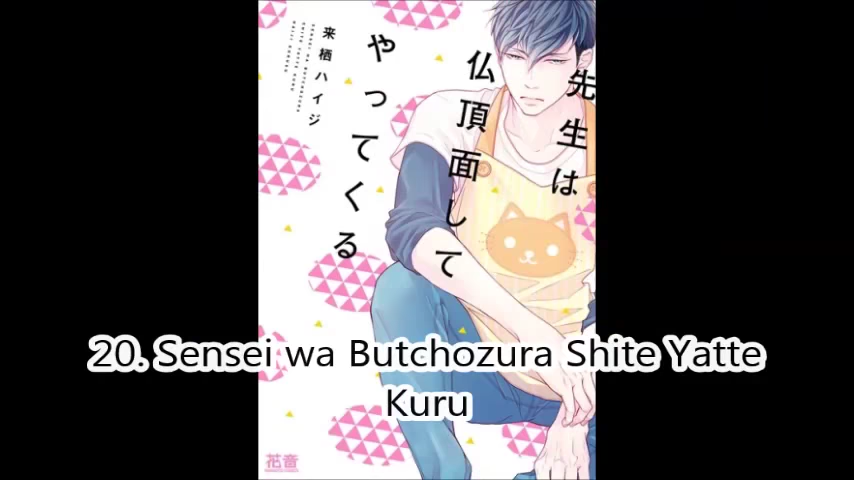 先生は
仏頂面して
やってくる
来栖ハイジ
花音
20. Sensei wa Butchozura Shite Yatte
Kuru